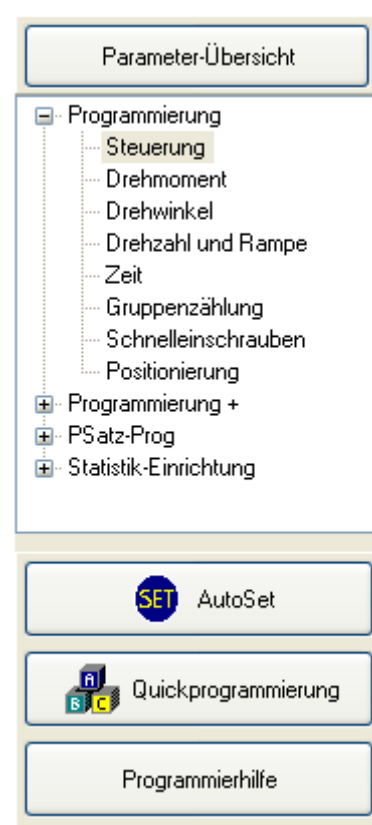 Parameter-Übersicht
Programmierung
Steuerung
Drehmoment
Drehwinkel
Drehzahl und Rampe
Zeit
Gruppenzählung
Schnelleinschrauben
Positionierung
Programmierung +
PSatz-Prog
Statistik-Einrichtung
SET AutoSet
A B C Quickprogrammierung
Programmierhilfe